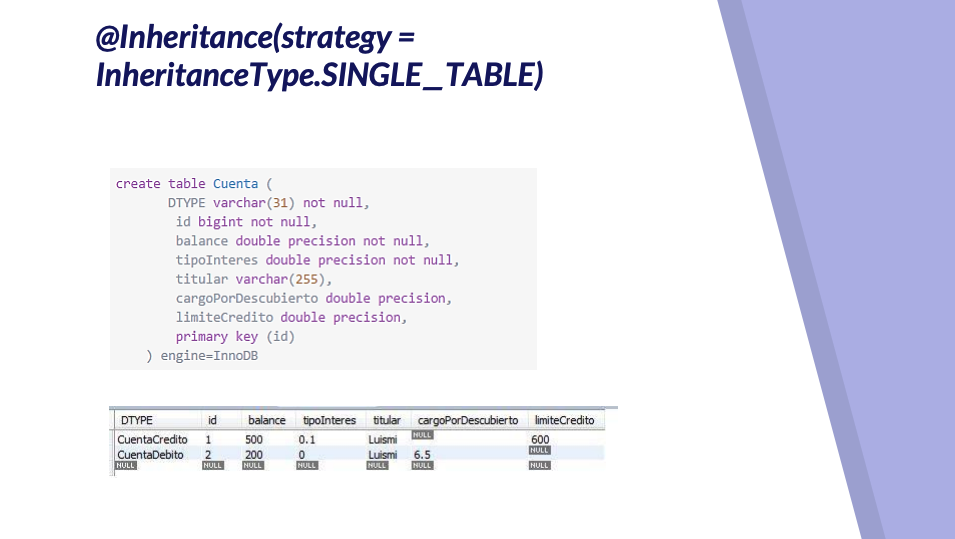 @Inheritance(strategy =
InheritanceType.SINGLE_TABLE)
create table Cuenta (
DTYPE varchar(31) not null,
id bigint not null,
balance double precision not null,
tipoInteres double precision not null,
titular varchar(255),
cargoPorDescubierto double precision,
limiteCredito double precision,
primary key (id)
) engine=InnoDB
DTYPE id balance tipoInteres titular cargoPorDescubierto limiteCredito
CuentaCredito 1 500 0.1 Luismi NULL 600
CuentaDebito 2 200 0 Luismi 6.5 NULL
NULL NULL NULL NULL NULL NULL NULL